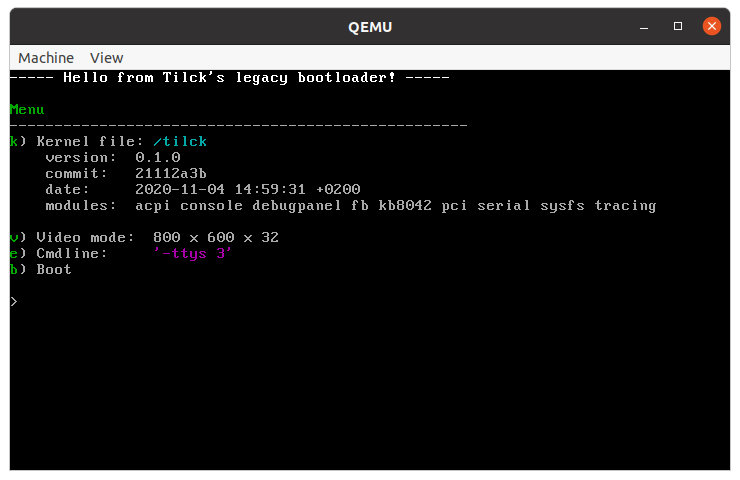 QEMU
Machine View
----- Hello from Tilck's legacy bootloader! -----
Menu
---------------------------------------------------
k) Kernel file: /tilck
version: 0.1.0
commit: 21112a3b
date: 2020-11-04 14:59:31 +0200
modules: acpi console debugpanel fb kb8042 pci serial sysfs tracing
v) Video mode: 800 x 600 x 32
e) Cmdline: '-ttys 3'
b) Boot
>